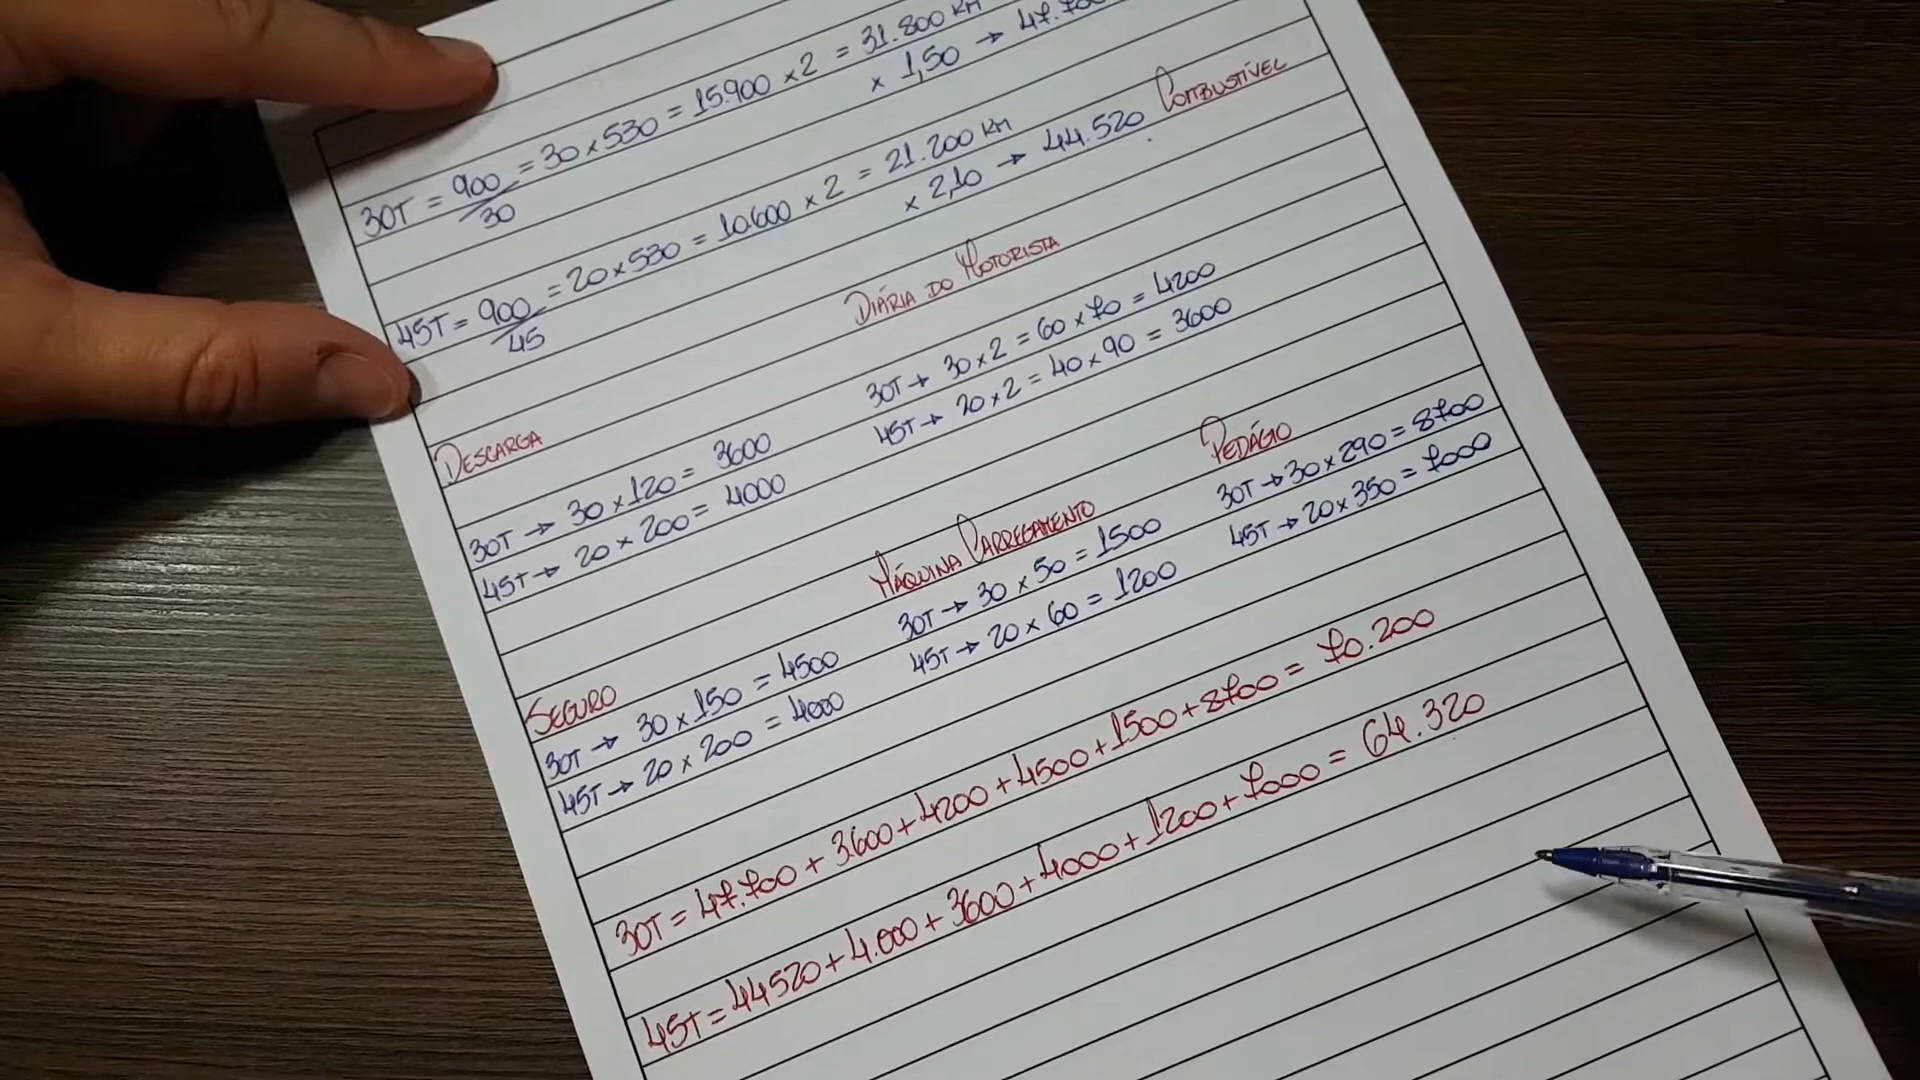 30T = 900/30 = 30 x 530 = 15.900 x 2 = 31.800 KM
x 1,50 → 47.700
45T = 900/45 = 20 x 530 = 10.600 x 2 = 21.200 KM
x 2,10 → 44.520 COMBUSTÍVEL
DIÁRIA DO MOTORISTA
30T → 30 x 2 = 60 x 70 = 4200
45T → 20 x 2 = 40 x 90 = 3600
DESCARGA
30T → 30 x 120 = 3600
45T → 20 x 200 = 4000
PEDÁGIO
30T → 30 x 290 = 8700
45T → 20 x 350 = 7000
MÁQUINA CARREGAMENTO
30T → 30 x 50 = 1500
45T → 20 x 60 = 1200
SEGURO
30T → 30 x 150 = 4500
45T → 20 x 200 = 4000
30T = 47.700 + 3600 + 4200 + 4500 + 1500 + 8700 = 70.200
45T = 44520 + 4.000 + 3600 + 4000 + 1200 + 7000 = 64.320